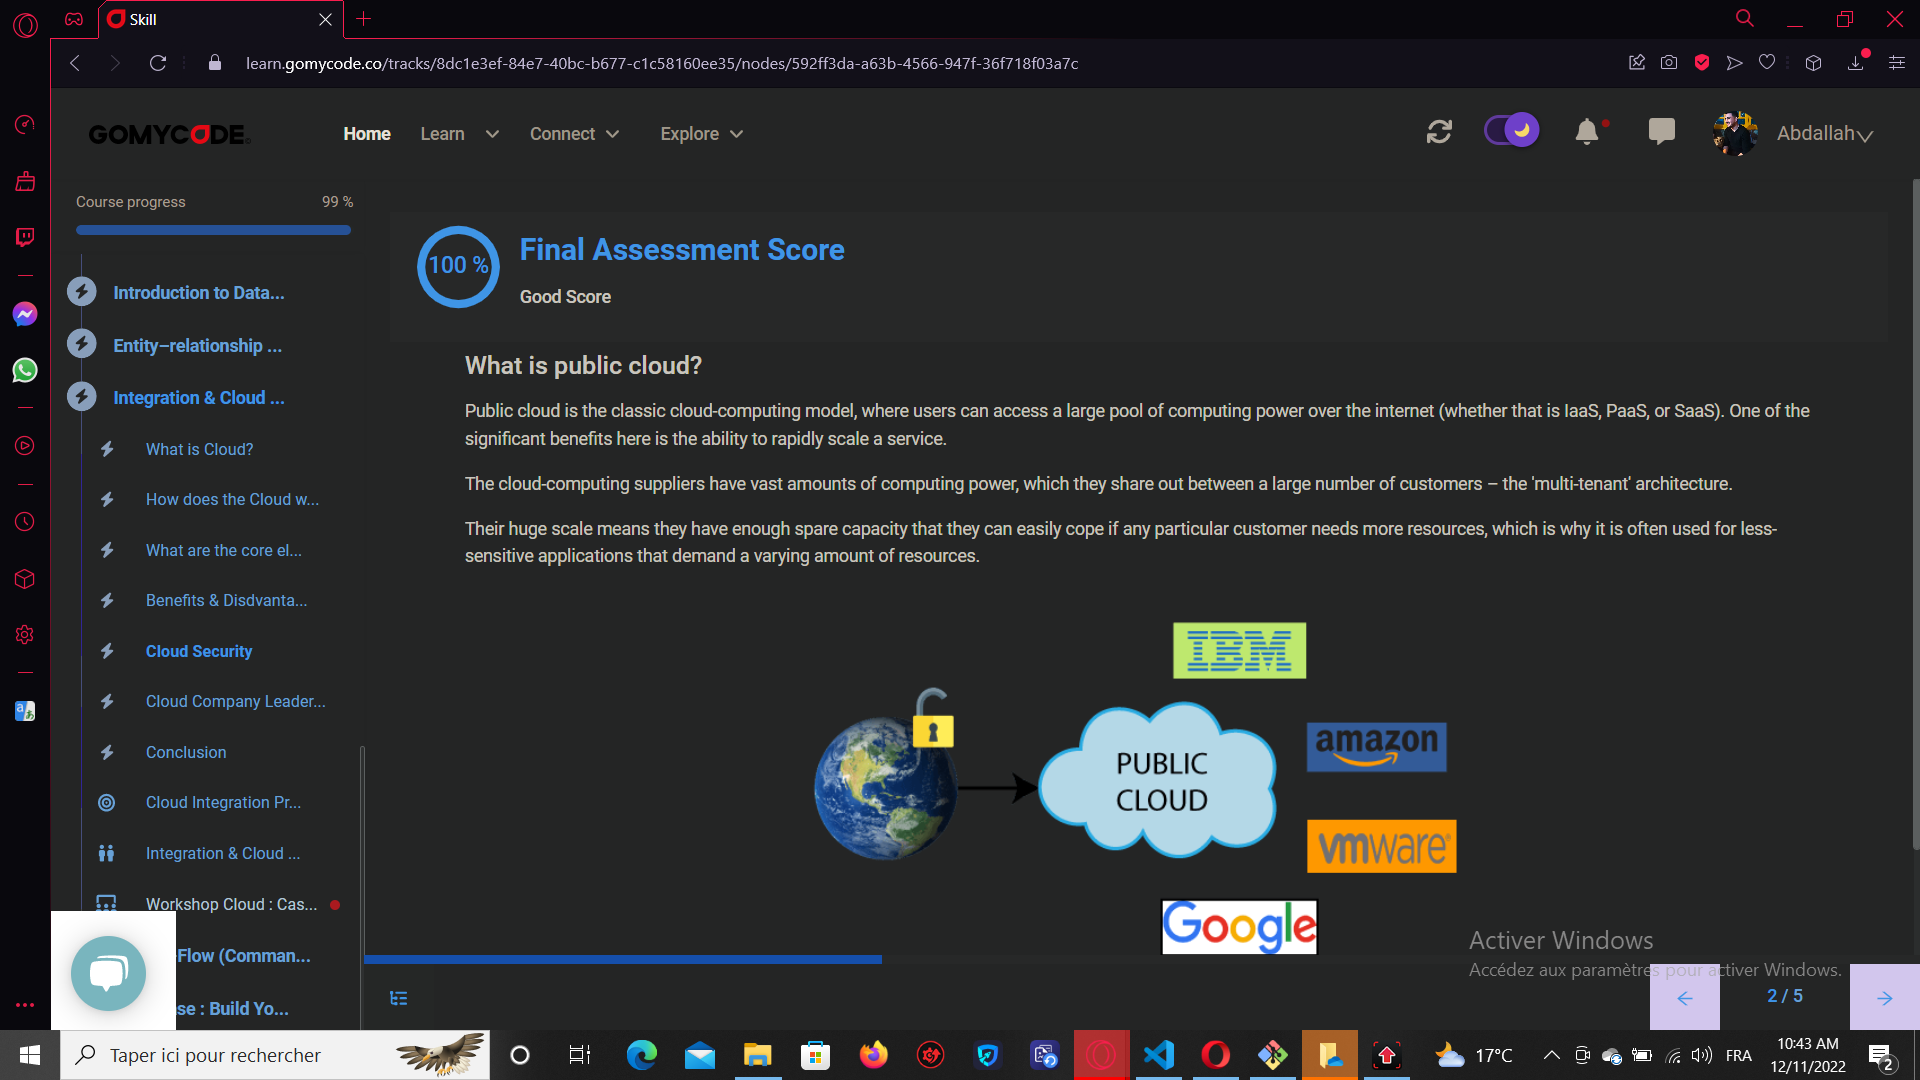 Skill
learn.gomycode.co/tracks/8dc1e3ef-84e7-40bc-b677-c1c58160ee35/nodes/592ff3da-a63b-4566-947f-36f718f03a7c
GOMYCODE
Home
Learn
Connect
Explore
Abdallah
Course progress
99 %
Introduction to Data...
Entity–relationship ...
Integration & Cloud ...
What is Cloud?
How does the Cloud w...
What are the core el...
Benefits & Disdvanta...
Cloud Security
Cloud Company Leader...
Conclusion
Cloud Integration Pr...
Integration & Cloud ...
Workshop Cloud : Cas...
-Flow (Comman...
se : Build Yo...
100 %
Final Assessment Score
Good Score
What is public cloud?
Public cloud is the classic cloud-computing model, where users can access a large pool of computing power over the internet (whether that is IaaS, PaaS, or SaaS). One of the
significant benefits here is the ability to rapidly scale a service.
The cloud-computing suppliers have vast amounts of computing power, which they share out between a large number of customers – the 'multi-tenant' architecture.
Their huge scale means they have enough spare capacity that they can easily cope if any particular customer needs more resources, which is why it is often used for less-
sensitive applications that demand a varying amount of resources.
IBM
PUBLIC
CLOUD
amazon
vmware®
Google
Activer Windows
Accédez aux paramètres pour activer Windows.
2 / 5
Taper ici pour rechercher
17°C
FRA
10:43 AM
12/11/2022
2